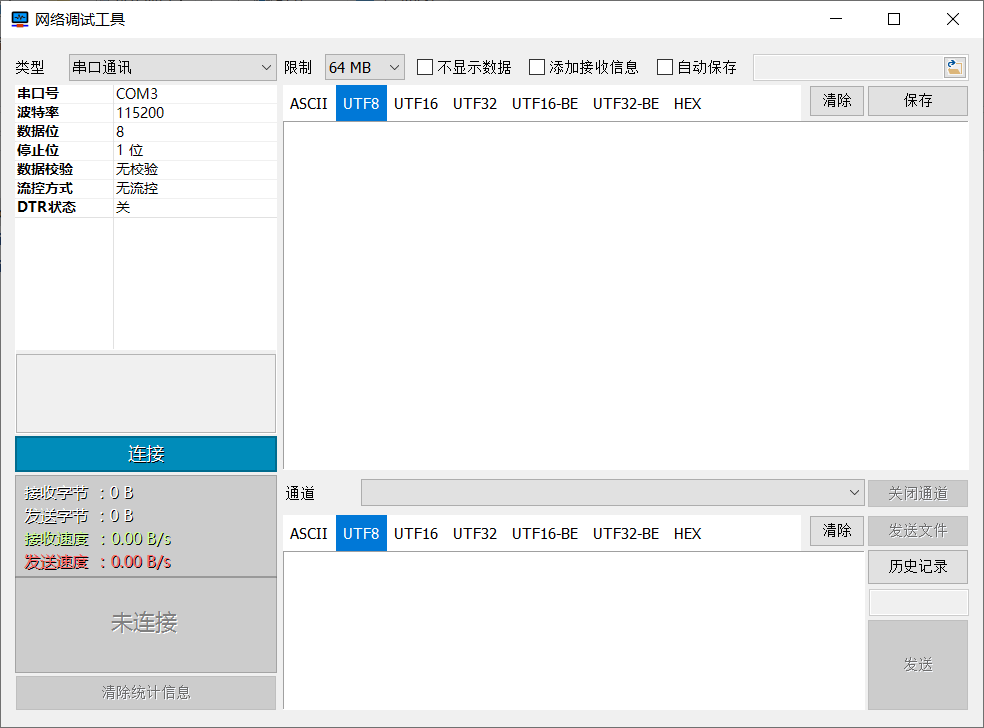 网络调试工具
类型 串口通讯 限制 64 MB 不显示数据 添加接收信息 自动保存
串口号 COM3
波特率 115200
数据位 8
停止位 1 位
数据校验 无校验
流控方式 无流控
DTR状态 关
连接
接收字节 : 0 B
发送字节 : 0 B
接收速度 : 0.00 B/s
发送速度 : 0.00 B/s
未连接
清除统计信息
ASCII UTF8 UTF16 UTF32 UTF16-BE UTF32-BE HEX 清除 保存
通道 关闭通道
ASCII UTF8 UTF16 UTF32 UTF16-BE UTF32-BE HEX 清除 发送文件
历史记录
发送